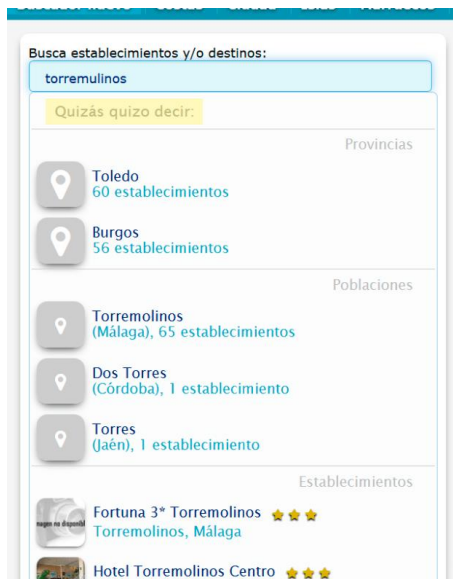 Busca establecimientos y/o destinos:
torremulinos
Quizás quizo decir:
Provincias
Toledo
60 establecimientos
Burgos
56 establecimientos
Poblaciones
Torremolinos
(Málaga), 65 establecimientos
Dos Torres
(Córdoba), 1 establecimiento
Torres
(Jaén), 1 establecimiento
Establecimientos
Fortuna 3* Torremolinos
Torremolinos, Málaga
Hotel Torremolinos Centro